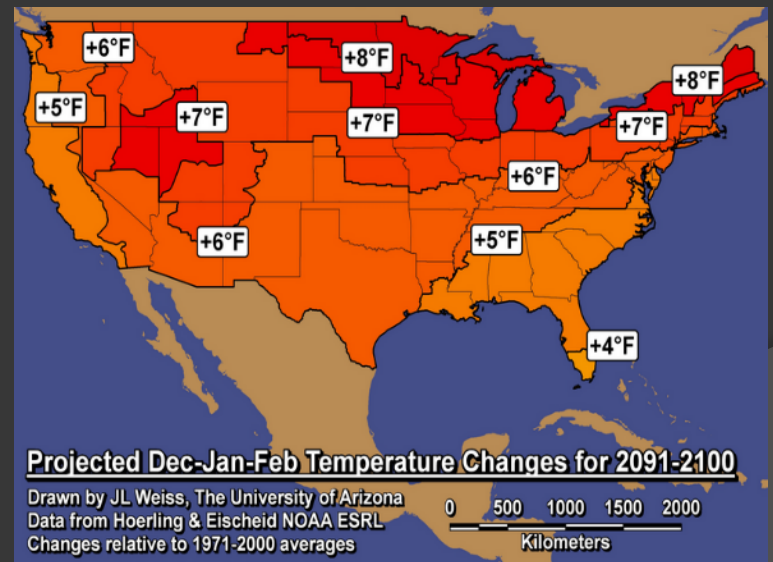 +6°F
+8°F
+8°F
+5°F
+7°F
+7°F
+7°F
+6°F
+6°F
+5°F
+4°F
Projected Dec-Jan-Feb Temperature Changes for 2091-2100
Drawn by JL Weiss, The University of Arizona
Data from Hoerling & Eischeid NOAA ESRL
Changes relative to 1971-2000 averages
0 500 1000 1500 2000
Kilometers